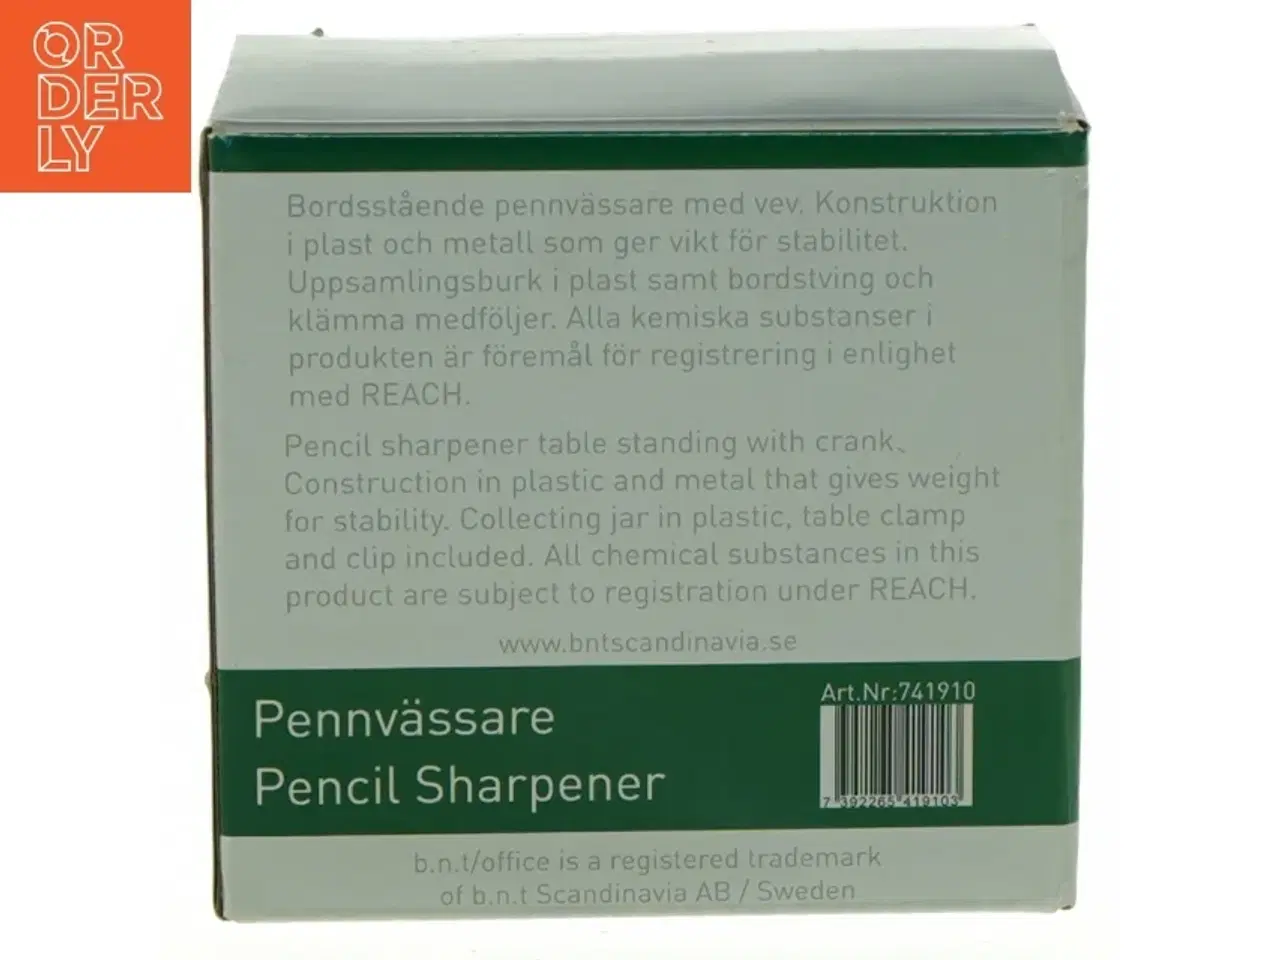 ORDERLY
Bordsstående pennvässare med vev. Konstruktion
i plast och metall som ger vikt för stabilitet.
Uppsamlingsburk i plast samt bordstving och
klämma medföljer. Alla kemiska substanser i
produkten är föremål för registrering i enlighet
med REACH.
Pencil sharpener table standing with crank、
Construction in plastic and metal that gives weight
for stability. Collecting jar in plastic, table clamp
and clip included. All chemical substances in this
product are subject to registration under REACH.
www.bntscandinavia.se
Art.Nr:741910
Pennvässare
Pencil Sharpener
7 392265 419103
b.n.t/office is a registered trademark
of b.n.t Scandinavia AB / Sweden